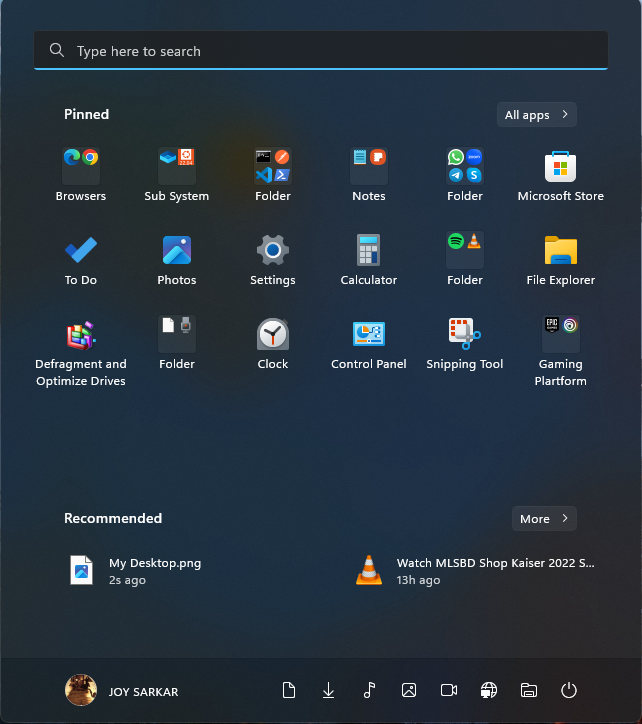 Type here to search
Pinned
All apps
Browsers
Sub System
Folder
Notes
Folder
Microsoft Store
To Do
Photos
Settings
Calculator
Folder
File Explorer
Defragment and
Optimize Drives
Folder
Clock
Control Panel
Snipping Tool
Gaming
Plartform
Recommended
More
My Desktop.png
2s ago
Watch MLSBD Shop Kaiser 2022 S...
13h ago
JOY SARKAR